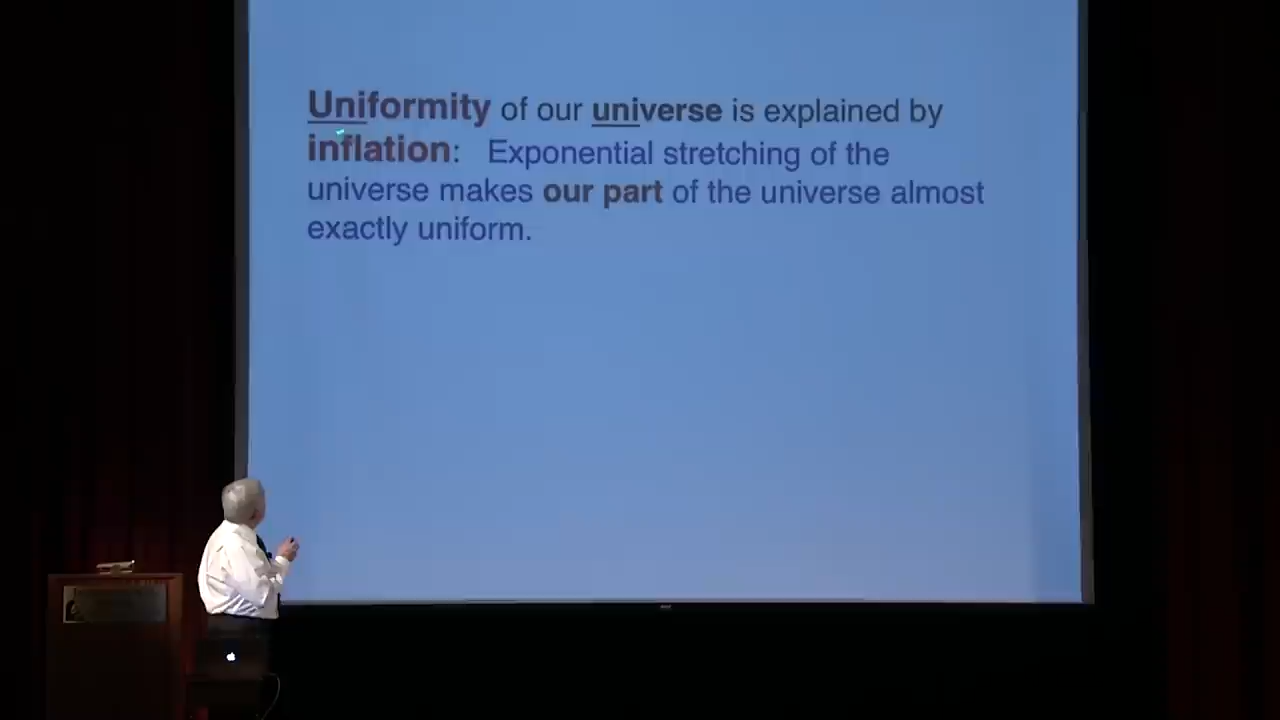 Uniformity of our universe is explained by
inflation: Exponential stretching of the
universe makes our part of the universe almost
exactly uniform.